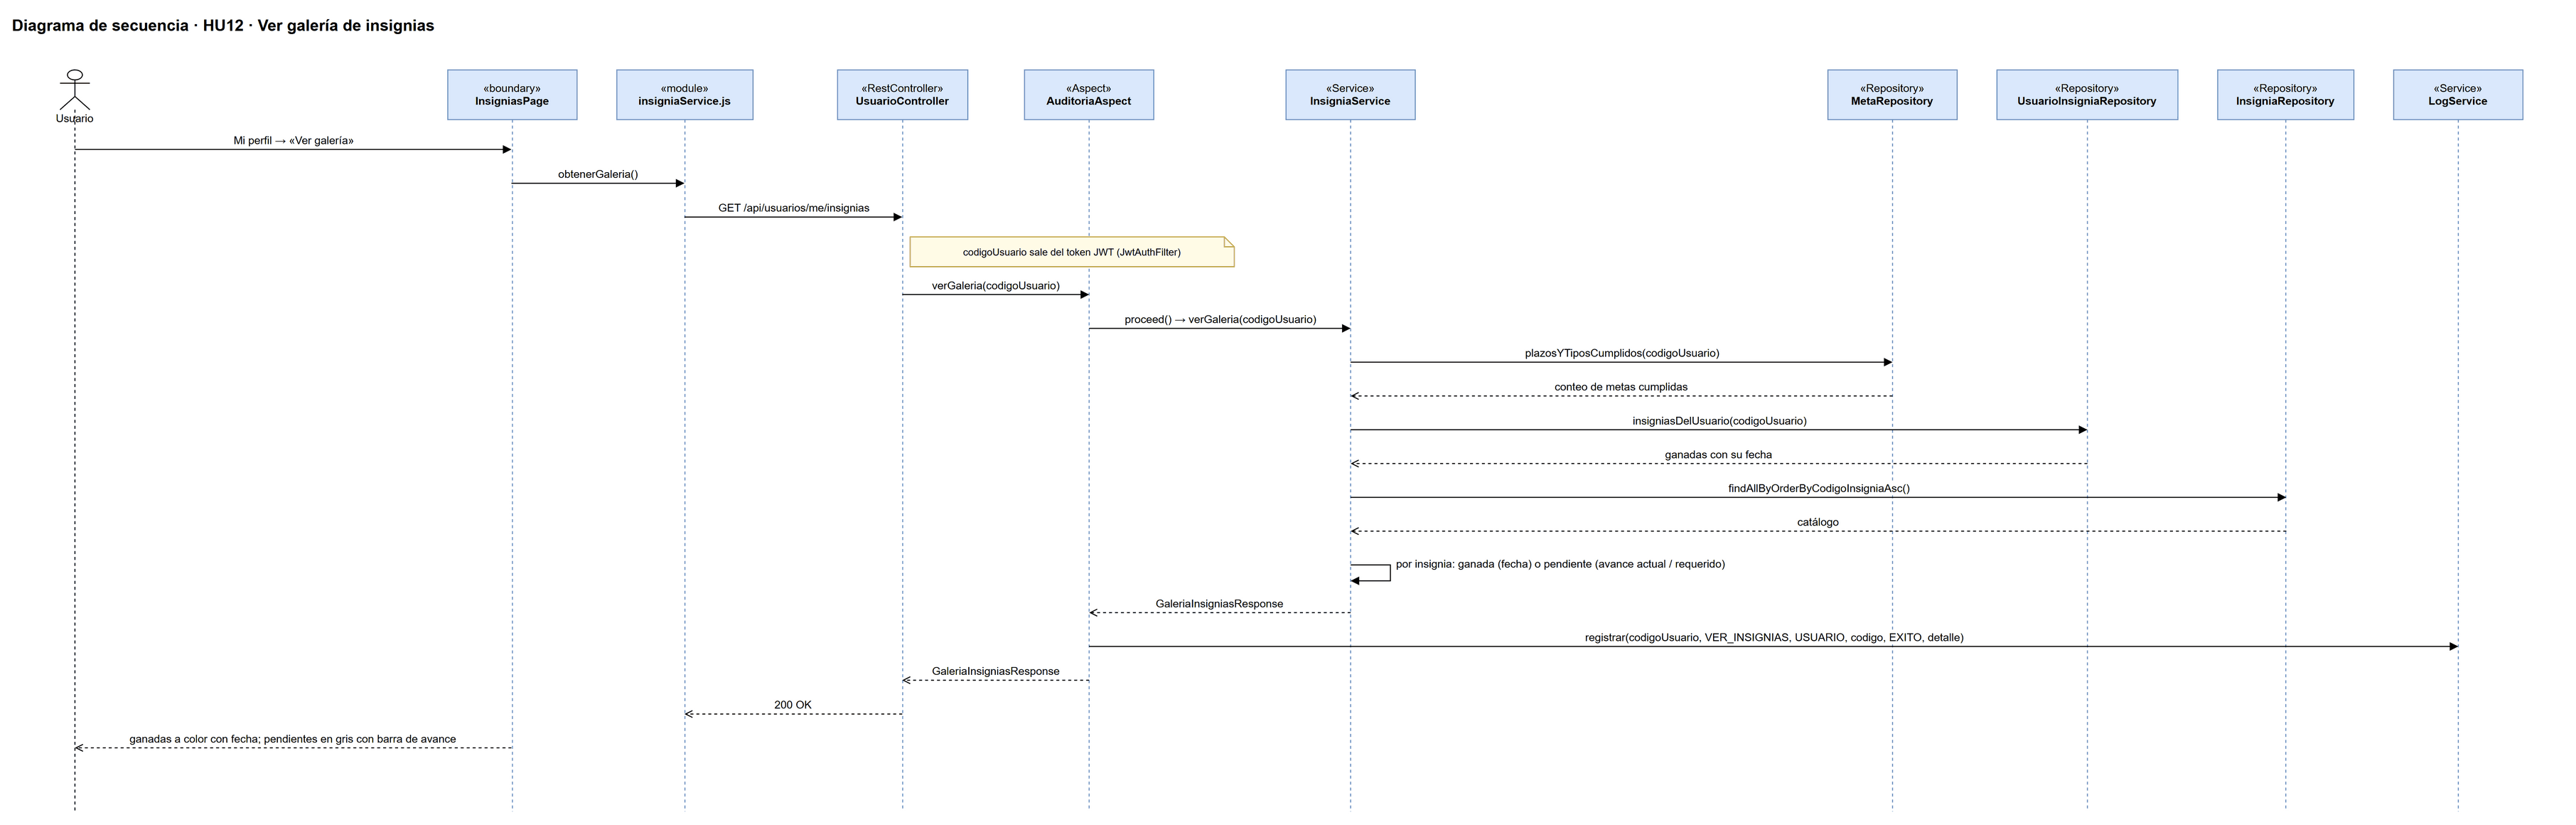 Diagrama de secuencia · HU12 · Ver galería de insignias
Usuario
«boundary»
InsigniasPage
«module»
insigniaService.js
«RestController»
UsuarioController
«Aspect»
AuditoriaAspect
«Service»
InsigniaService
«Repository»
MetaRepository
«Repository»
UsuarioInsigniaRepository
«Repository»
InsigniaRepository
«Service»
LogService
Mi perfil → «Ver galería»
obtenerGaleria()
GET /api/usuarios/me/insignias
codigoUsuario sale del token JWT (JwtAuthFilter)
verGaleria(codigoUsuario)
proceed() → verGaleria(codigoUsuario)
plazosYTiposCumplidos(codigoUsuario)
conteo de metas cumplidas
insigniasDelUsuario(codigoUsuario)
ganadas con su fecha
findAllByOrderByCodigoInsigniaAsc()
catálogo
por insignia: ganada (fecha) o pendiente (avance actual / requerido)
GaleriaInsigniasResponse
registrar(codigoUsuario, VER_INSIGNIAS, USUARIO, codigo, EXITO, detalle)
GaleriaInsigniasResponse
200 OK
ganadas a color con fecha; pendientes en gris con barra de avance